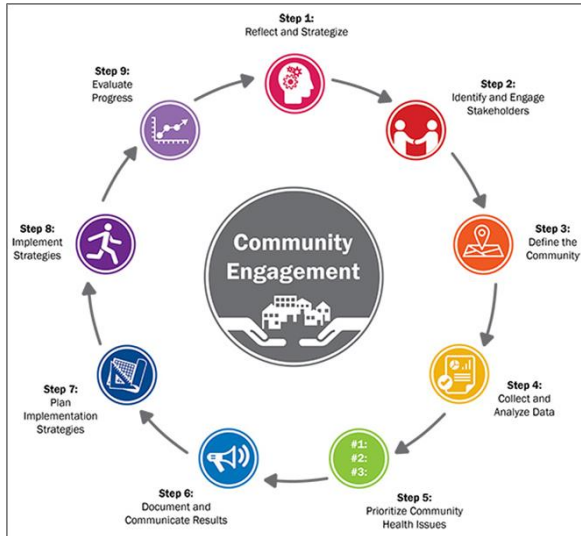 Step 1:
Reflect and Strategize
Step 2:
Identify and Engage
Stakeholders
Step 3:
Define the
Community
Step 4:
Collect and
Analyze Data
#1:
#2:
#3:
Step 5:
Prioritize Community
Health Issues
Step 6:
Document and
Communicate Results
Step 7:
Plan
Implementation
Strategies
Step 8:
Implement
Strategies
Step 9:
Evaluate
Progress
Community
Engagement